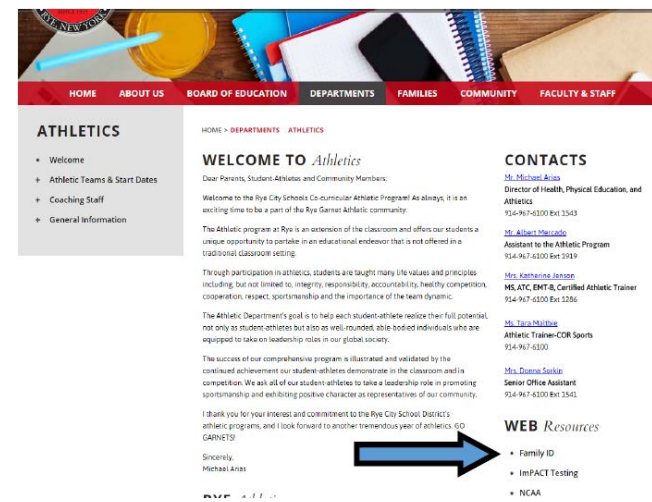 RYE, NEW YORK
HOME ABOUT US BOARD OF EDUCATION DEPARTMENTS FAMILIES COMMUNITY FACULTY & STAFF
ATHLETICS
Welcome
+ Athletic Teams & Start Dates
+ Coaching Staff
+ General Information
HOME > DEPARTMENTS ATHLETICS
WELCOME TO Athletics
Dear Parents, Student-Athletes and Community Members:
Welcome to the Rye City Schools Co-curricular Athletic Program! As always, it is an
exciting time to be a part of the Rye Garnet Athletic community.
The Athletic program at Rye is an extension of the classroom and offers our students a
unique opportunity to partake in an educational endeavor that is not offered in a
traditional classroom setting.
Through participation in athletics, students are taught many life values and principles
including, but not limited to, integrity, responsibility, accountability, healthy competition,
cooperation, respect, sportsmanship and the importance of the team dynamic.
The Athletic Department's goal is to help each student-athlete realize their full potential,
not only as student-athletes but also as well-rounded, able-bodied individuals who are
equipped to take on leadership roles in our global society.
The success of our comprehensive program is illustrated and validated by the
continued achievement our student-athletes demonstrate in the classroom and in
competition. We ask all of our student-athletes to take a leadership role in promoting
sportsmanship and exhibiting positive character as representatives of our community.
I thank you for your interest and commitment to the Rye City School District's
athletic programs, and I look forward to another tremendous year of athletics. GO
GARNETS!
Sincerely,
Michael Arias
CONTACTS
Mr. Michael Arias
Director of Health, Physical Education, and
Athletics
914-967-6100 Ext 1543
Mr. Albert Mercado
Assistant to the Athletic Program
914-967-6100 Ext 1919
Mrs. Katherine Jenson
MS, ATC, EMT-B, Certified Athletic Trainer
914-967-6100 Ext 1286
Ms. Tara Maltbie
Athletic Trainer-COR Sports
914-967-6100
Mrs. Donna Sorkin
Senior Office Assistant
914-967-6100 Ext 1541
WEB Resources
Family ID
ImPACT Testing
NCAA